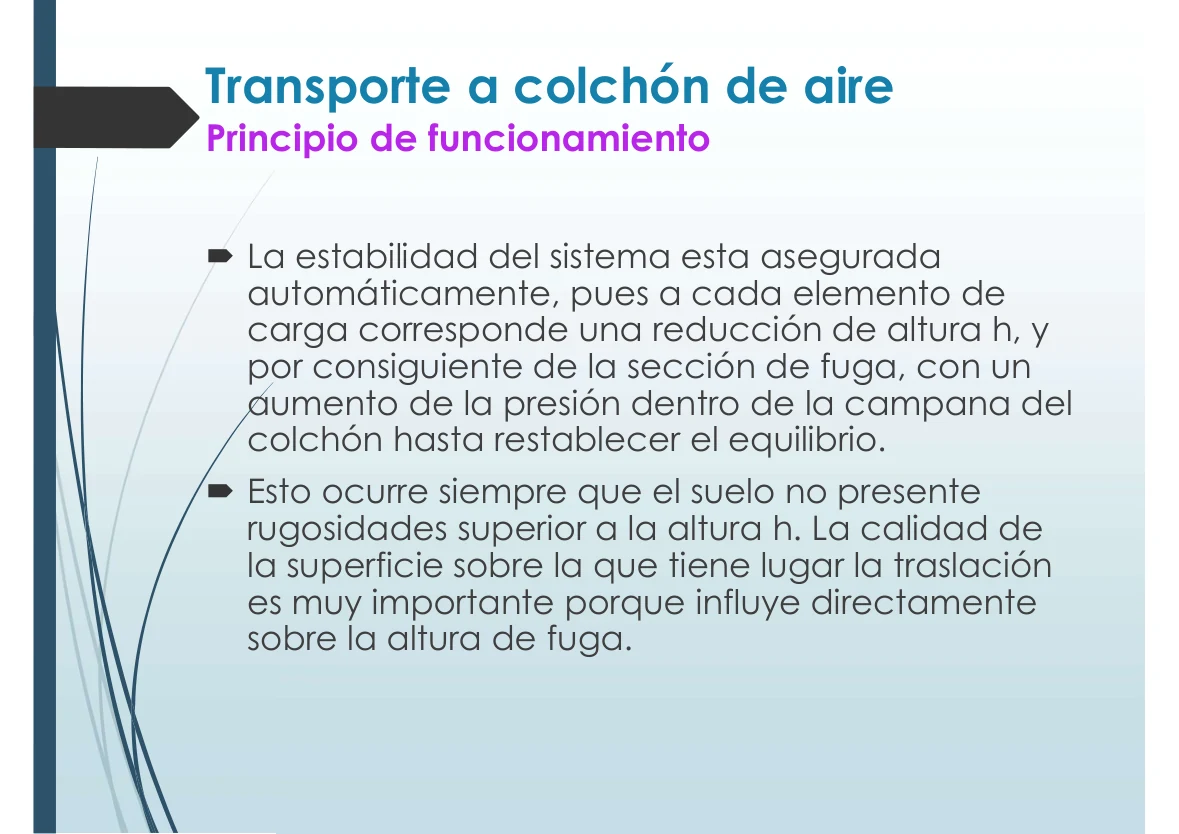 Transporte a colchón de aire
Principio de funcionamiento
La estabilidad del sistema esta asegurada
automáticamente, pues a cada elemento de
carga corresponde una reducción de altura h, y
por consiguiente de la sección de fuga, con un
aumento de la presión dentro de la campana del
colchón hasta restablecer el equilibrio.
Esto ocurre siempre que el suelo no presente
rugosidades superior a la altura h. La calidad de
la superficie sobre la que tiene lugar la traslación
es muy importante porque influye directamente
sobre la altura de fuga.